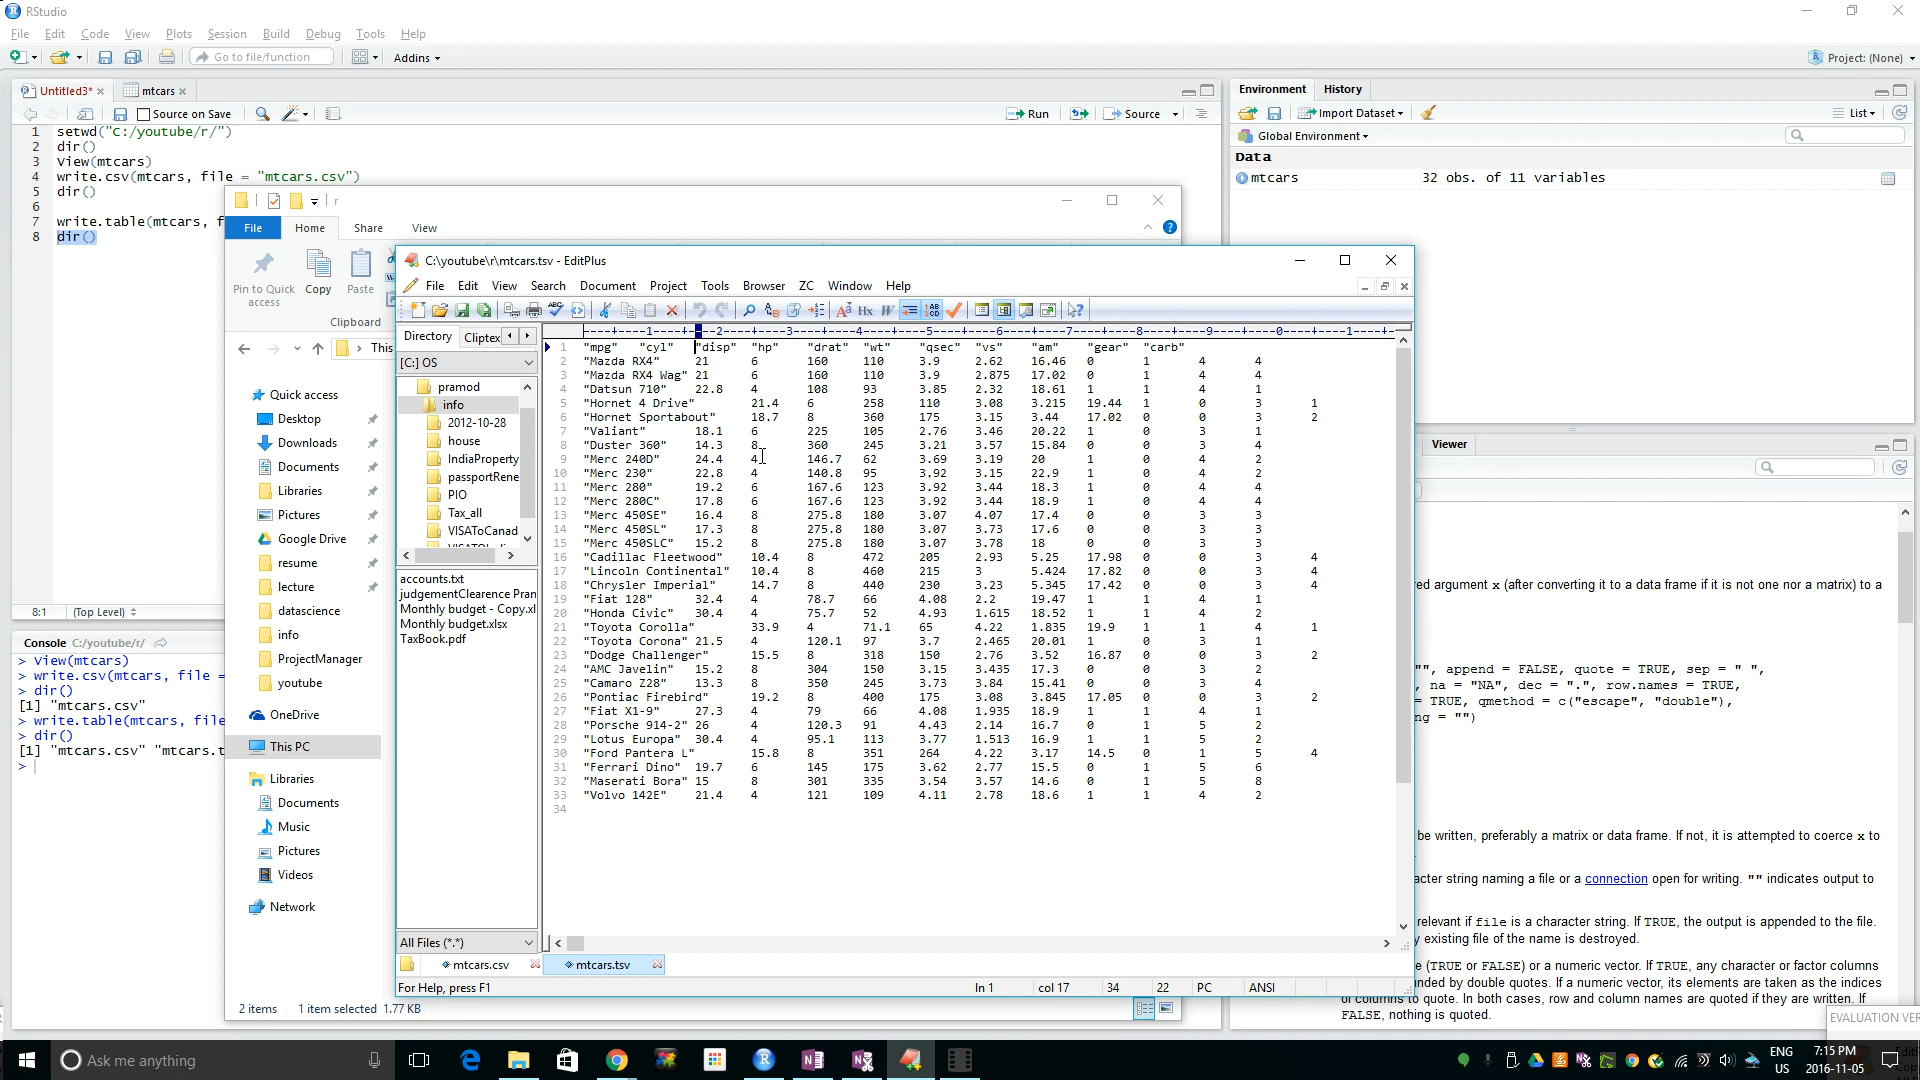 RStudio
File Edit Code View Plots Session Build Debug Tools Help
Go to file/function Addins Project: (None)
Untitled3* mtcars
Source on Save Run Source
1 setwd("C:/youtube/r/")
2 dir()
3 View(mtcars)
4 write.csv(mtcars, file = "mtcars.csv")
5 dir()
6
7 write.table(mtcars, f
8 dir()
8:1 (Top Level)
Console C:/youtube/r/
> View(mtcars)
> write.csv(mtcars, file =
> dir()
[1] "mtcars.csv"
> write.table(mtcars, file
> dir()
[1] "mtcars.csv" "mtcars.t
>
Environment History
Import Dataset List
Global Environment
Data
mtcars 32 obs. of 11 variables
Viewer
ed argument x (after converting it to a data frame if it is not one nor a matrix) to a
"", append = FALSE, quote = TRUE, sep = " ",
, na = "NA", dec = ".", row.names = TRUE,
= TRUE, qmethod = c("escape", "double"),
ng = "")
be written, preferably a matrix or data frame. If not, it is attempted to coerce x to
acter string naming a file or a connection open for writing. "" indicates output to
relevant if file is a character string. If TRUE, the output is appended to the file.
y existing file of the name is destroyed.
e (TRUE or FALSE) or a numeric vector. If TRUE, any character or factor columns
nded by double quotes. If a numeric vector, its elements are taken as the indices
of columns to quote. In both cases, row and column names are quoted if they are written. If
FALSE, nothing is quoted.
EVALUATION VER
r
File Home Share View
Pin to Quick access Copy Paste
Clipboard
This
Quick access
Desktop
Downloads
Documents
Libraries
Pictures
Google Drive
resume
lecture
datascience
info
ProjectManager
youtube
OneDrive
This PC
Libraries
Documents
Music
Pictures
Videos
Network
2 items 1 item selected 1.77 KB
C:\youtube\r\mtcars.tsv - EditPlus
File Edit View Search Document Project Tools Browser ZC Window Help
Directory Cliptex
[C:] OS
pramod
info
2012-10-28
house
IndiaProperty
passportRene
PIO
Tax_all
VISAToCanad
accounts.txt
judgementClearence Pran
Monthly budget - Copy.xl
Monthly budget.xlsx
TaxBook.pdf
All Files (*.*)
----+----1----+----2----+----3----+----4----+----5----+----6----+----7----+----8----+----9----+----0----+----1----+-
1 "mpg" "cyl" "disp" "hp" "drat" "wt" "qsec" "vs" "am" "gear" "carb"
2 "Mazda RX4" 21 6 160 110 3.9 2.62 16.46 0 1 4 4
3 "Mazda RX4 Wag" 21 6 160 110 3.9 2.875 17.02 0 1 4 4
4 "Datsun 710" 22.8 4 108 93 3.85 2.32 18.61 1 1 4 1
5 "Hornet 4 Drive" 21.4 6 258 110 3.08 3.215 19.44 1 0 3 1
6 "Hornet Sportabout" 18.7 8 360 175 3.15 3.44 17.02 0 0 3 2
7 "Valiant" 18.1 6 225 105 2.76 3.46 20.22 1 0 3 1
8 "Duster 360" 14.3 8 360 245 3.21 3.57 15.84 0 0 3 4
9 "Merc 240D" 24.4 4 146.7 62 3.69 3.19 20 1 0 4 2
10 "Merc 230" 22.8 4 140.8 95 3.92 3.15 22.9 1 0 4 2
11 "Merc 280" 19.2 6 167.6 123 3.92 3.44 18.3 1 0 4 4
12 "Merc 280C" 17.8 6 167.6 123 3.92 3.44 18.9 1 0 4 4
13 "Merc 450SE" 16.4 8 275.8 180 3.07 4.07 17.4 0 0 3 3
14 "Merc 450SL" 17.3 8 275.8 180 3.07 3.73 17.6 0 0 3 3
15 "Merc 450SLC" 15.2 8 275.8 180 3.07 3.78 18 0 0 3 3
16 "Cadillac Fleetwood" 10.4 8 472 205 2.93 5.25 17.98 0 0 3 4
17 "Lincoln Continental" 10.4 8 460 215 3 5.424 17.82 0 0 3 4
18 "Chrysler Imperial" 14.7 8 440 230 3.23 5.345 17.42 0 0 3 4
19 "Fiat 128" 32.4 4 78.7 66 4.08 2.2 19.47 1 1 4 1
20 "Honda Civic" 30.4 4 75.7 52 4.93 1.615 18.52 1 1 4 2
21 "Toyota Corolla" 33.9 4 71.1 65 4.22 1.835 19.9 1 1 4 1
22 "Toyota Corona" 21.5 4 120.1 97 3.7 2.465 20.01 1 0 3 1
23 "Dodge Challenger" 15.5 8 318 150 2.76 3.52 16.87 0 0 3 2
24 "AMC Javelin" 15.2 8 304 150 3.15 3.435 17.3 0 0 3 2
25 "Camaro Z28" 13.3 8 350 245 3.73 3.84 15.41 0 0 3 4
26 "Pontiac Firebird" 19.2 8 400 175 3.08 3.845 17.05 0 0 3 2
27 "Fiat X1-9" 27.3 4 79 66 4.08 1.935 18.9 1 1 4 1
28 "Porsche 914-2" 26 4 120.3 91 4.43 2.14 16.7 0 1 5 2
29 "Lotus Europa" 30.4 4 95.1 113 3.77 1.513 16.9 1 1 5 2
30 "Ford Pantera L" 15.8 8 351 264 4.22 3.17 14.5 0 1 5 4
31 "Ferrari Dino" 19.7 6 145 175 3.62 2.77 15.5 0 1 5 6
32 "Maserati Bora" 15 8 301 335 3.54 3.57 14.6 0 1 5 8
33 "Volvo 142E" 21.4 4 121 109 4.11 2.78 18.6 1 1 4 2
34
mtcars.csv mtcars.tsv
For Help, press F1 ln 1 col 17 34 22 PC ANSI
Ask me anything
ENG US 7:15 PM 2016-11-05